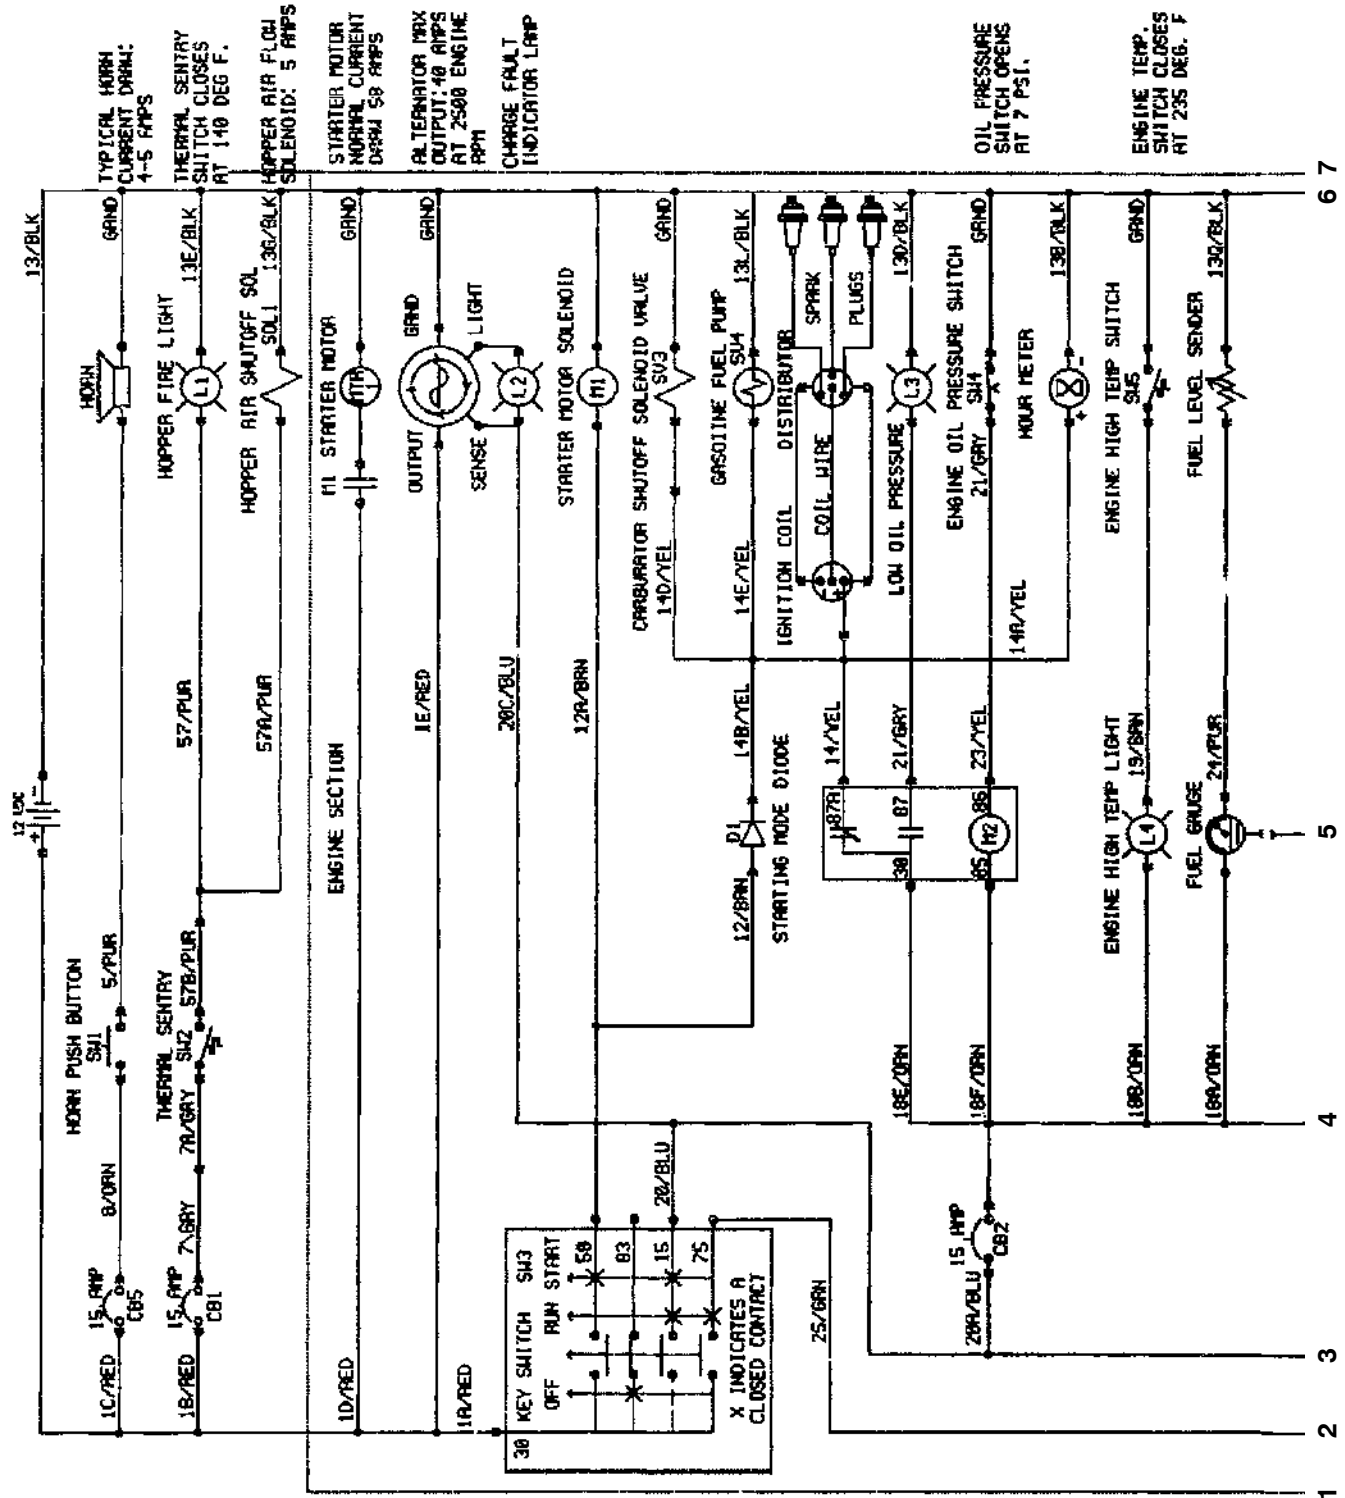 12 VDC
+
-
13/BLK
1C/RED
15 AMP
CB5
8/ORN
HORN PUSH BUTTON
SW1
5/PUR
HORN
GRND
TYPICAL HORN
CURRENT DRAW:
4-5 AMPS
1B/RED
15 AMP
CB1
7\GRY
7A/GRY
THERMAL SENTRY
SW2
57B/PUR
57/PUR
HOPPER FIRE LIGHT
L1
13E/BLK
THERMAL SENTRY
SWITCH CLOSES
AT 140 DEG F.
57A/PUR
HOPPER AIR SHUTOFF SOL
SOL1
13G/BLK
HOPPER AIR FLOW
SOLENOID: 5 AMPS
ENGINE SECTION
1D/RED
M1 STARTER MOTOR
MTR
1
GRND
STARTER MOTOR
NORMAL CURRENT
DRAW 50 AMPS
1A/RED
1E/RED
OUTPUT
GRND
GRND
ALTERNATOR MAX
OUTPUT: 40 AMPS
AT 2500 ENGINE
RPM
SENSE
LIGHT
20C/BLU
L2
CHARGE FAULT
INDICATOR LAMP
30 KEY SWITCH SW3
OFF RUN START
50
83
15
75
X INDICATES A
CLOSED CONTACT
12A/BRN
STARTER MOTOR SOLENOID
M1
20/BLU
CARBURATOR SHUTOFF SOLENOID VALVE
14D/YEL
SV3
GRND
12/BRN
D1
STARTING MODE DIODE
14B/YEL
14E/YEL
GASOLINE FUEL PUMP
SV4
13L/BLK
IGNITION COIL
DISTRIBUTOR
COIL WIRE
- +
SPARK
PLUGS
25/GRN
87A
14/YEL
18E/ORN
30
87
21/GRY
LOW OIL PRESSURE
L3
13D/BLK
20A/BLU
15 AMP
CB2
18F/ORN
85
M2
86
23/YEL
ENGINE OIL PRESSURE SWITCH
21/GRY
SW4
GRND
OIL PRESSURE
SWITCH OPENS
AT 7 PSI.
14A/YEL
HOUR METER
+
-
13B/BLK
18B/ORN
ENGINE HIGH TEMP LIGHT
L4
19/BRN
ENGINE HIGH TEMP SWITCH
SW5
GRND
ENGINE TEMP.
SWITCH CLOSES
AT 235 DEG. F
18A/ORN
FUEL GAUGE
24/PUR
FUEL LEVEL SENDER
13Q/BLK
1
2
3
4
5
6
7